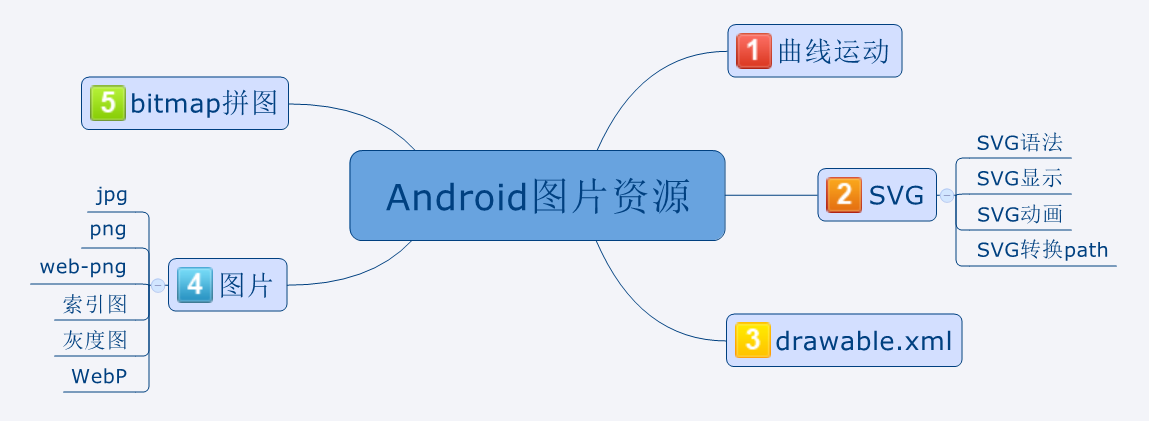 Android图片资源
1 曲线运动
2 SVG
SVG语法
SVG显示
SVG动画
SVG转换path
3 drawable.xml
4 图片
jpg
png
web-png
索引图
灰度图
WebP
5 bitmap拼图